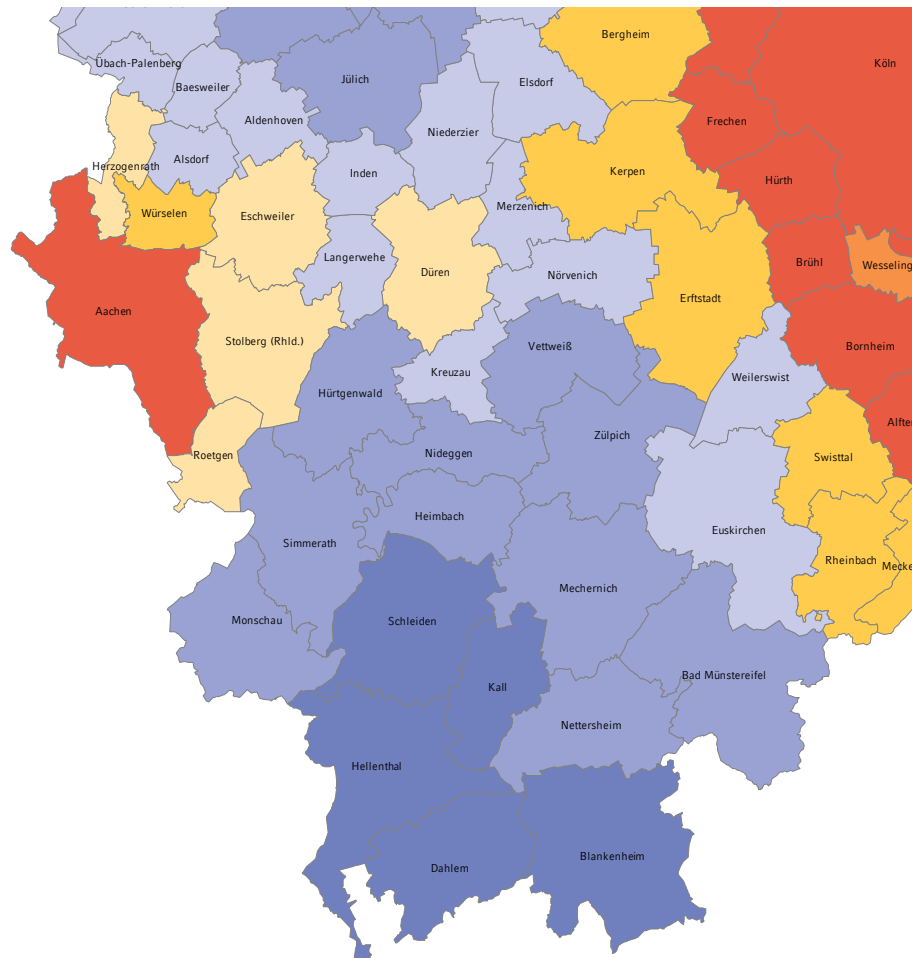 Bergheim
Übach-Palenberg
Köln
Jülich
Elsdorf
Baesweiler
Aldenhoven
Frechen
Niederzier
Alsdorf
Herzogenrath
Inden
Kerpen
Hürth
Merzenich
Würselen
Eschweiler
Langerwehe
Brühl
Wesseling
Düren
Nörvenich
Erftstadt
Aachen
Stolberg (Rhld.)
Vettweiß
Bornheim
Kreuzau
Weilerswist
Hürtgenwald
Alfter
Zülpich
Nideggen
Roetgen
Swisttal
Heimbach
Euskirchen
Simmerath
Rheinbach
Mecke
Mechernich
Monschau
Schleiden
Bad Münstereifel
Kall
Nettersheim
Hellenthal
Blankenheim
Dahlem